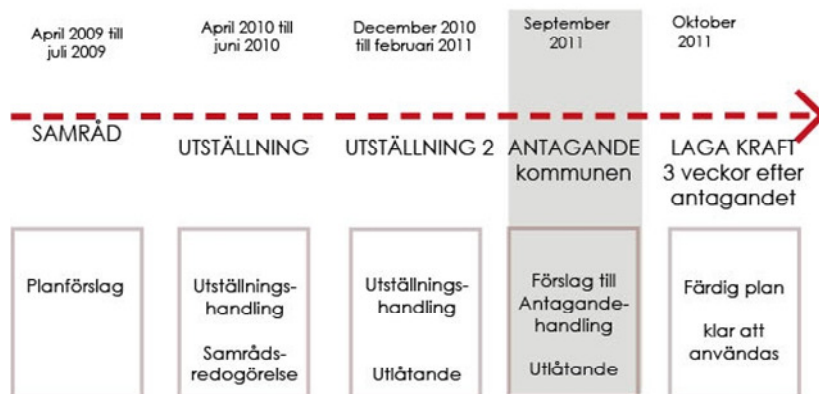 April 2009 till
juli 2009
April 2010 till
juni 2010
December 2010
till februari 2011
September
2011
Oktober
2011
SAMRÅD
UTSTÄLLNING
UTSTÄLLNING 2
ANTAGANDE
kommunen
LAGA KRAFT
3 veckor efter
antagandet
Planförslag
Utställnings-
handling
Samråds-
redogörelse
Utställnings-
handling
Utlåtande
Förslag till
Antagande-
handling
Utlåtande
Färdig plan
klar att
användas